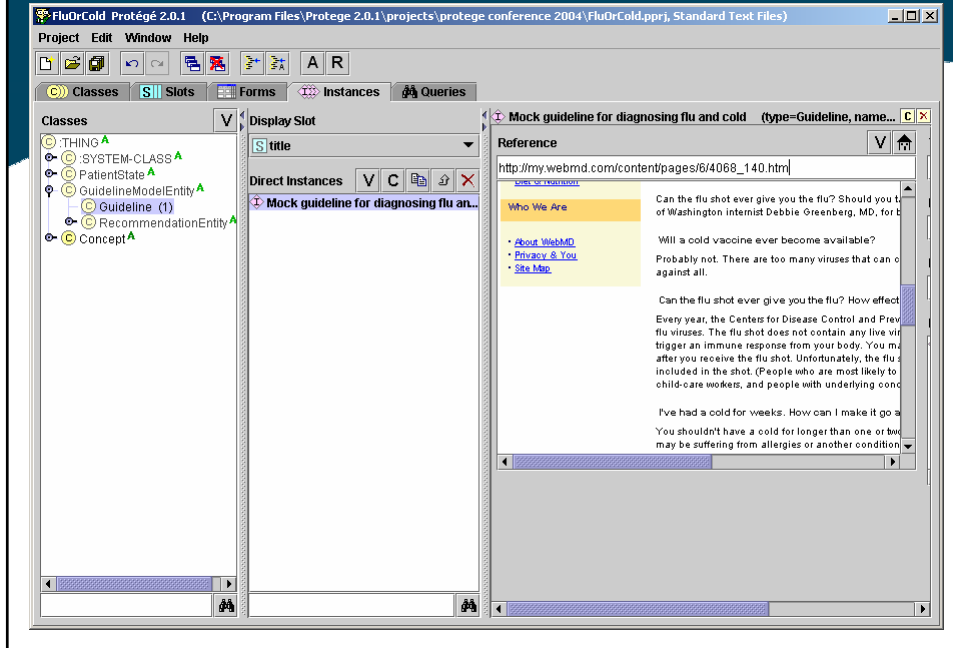 FluOrCold Protégé 2.0.1 (C:\Program Files\Protege 2.0.1\projects\protege conference 2004\FluOrCold.pprj, Standard Text Files)
Project Edit Window Help
A R
C Classes S Slots Forms Instances Queries
Classes V
C :THING A
C :SYSTEM-CLASS A
C PatientState A
C GuidelineModelEntity A
C Guideline (1)
C RecommendationEntity A
C Concept A
Display Slot
S title
Direct Instances V C
Mock guideline for diagnosing flu an...
Mock guideline for diagnosing flu and cold (type=Guideline, name... C
Reference V
http://my.webmd.com/content/pages/6/4068_140.htm
Diet & Nutrition
Who We Are
• About WebMD
• Privacy & You
• Site Map
Can the flu shot ever give you the flu? Should you t
of Washington internist Debbie Greenberg, MD, for
Will a cold vaccine ever become available?
Probably not. There are too many viruses that can c
against all.
Can the flu shot ever give you the flu? How effect
Every year, the Centers for Disease Control and Prev
flu viruses. The flu shot does not contain any live vir
trigger an immune response from your body. You ma
after you receive the flu shot. Unfortunately, the flu s
included in the shot. (People who are most likely to
child-care workers, and people with underlying cond
I've had a cold for weeks. How can I make it go a
You shouldn't have a cold for longer than one or two
may be suffering from allergies or another condition